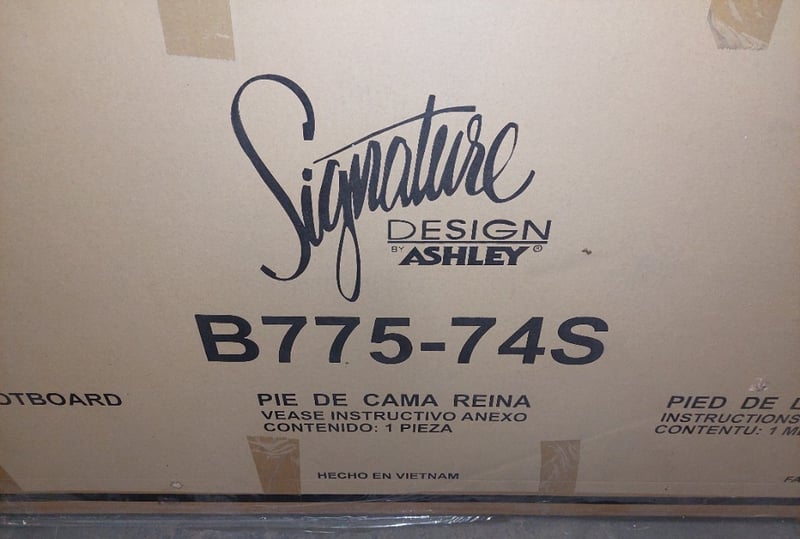 Signature
DESIGN
BY ASHLEY®
B775-74S
OTBOARD
PIE DE CAMA REINA
VEASE INSTRUCTIVO ANEXO
CONTENIDO: 1 PIEZA
PIED DE L
INSTRUCTIONS
CONTENTU: 1 M
HECHO EN VIETNAM
FA